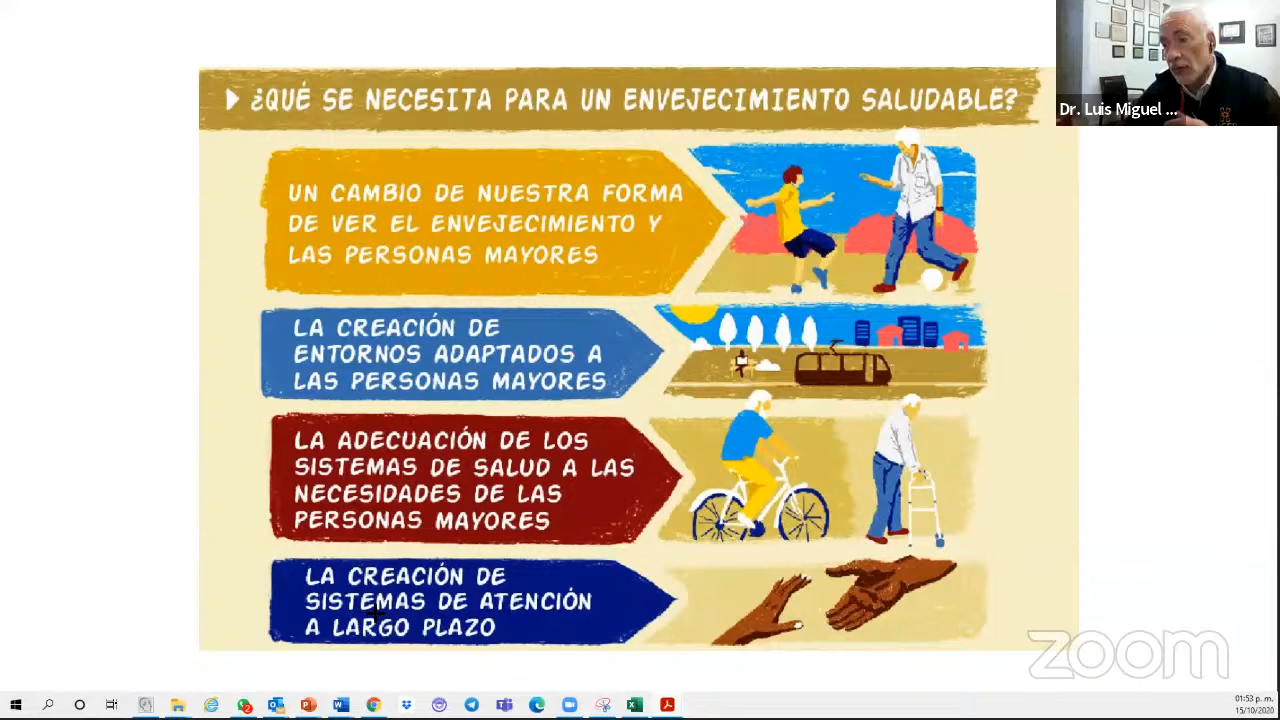 ¿QUÉ SE NECESITA PARA UN ENVEJECIMIENTO SALUDABLE?
Dr. Luis Miguel ...
UN CAMBIO DE NUESTRA FORMA
DE VER EL ENVEJECIMIENTO Y
LAS PERSONAS MAYORES
LA CREACIÓN DE
ENTORNOS ADAPTADOS A
LAS PERSONAS MAYORES
LA ADECUACIÓN DE LOS
SISTEMAS DE SALUD A LAS
NECESIDADES DE LAS
PERSONAS MAYORES
LA CREACIÓN DE
SISTEMAS DE ATENCIÓN
A LARGO PLAZO
zoom
01:53 p. m.
15/10/2020